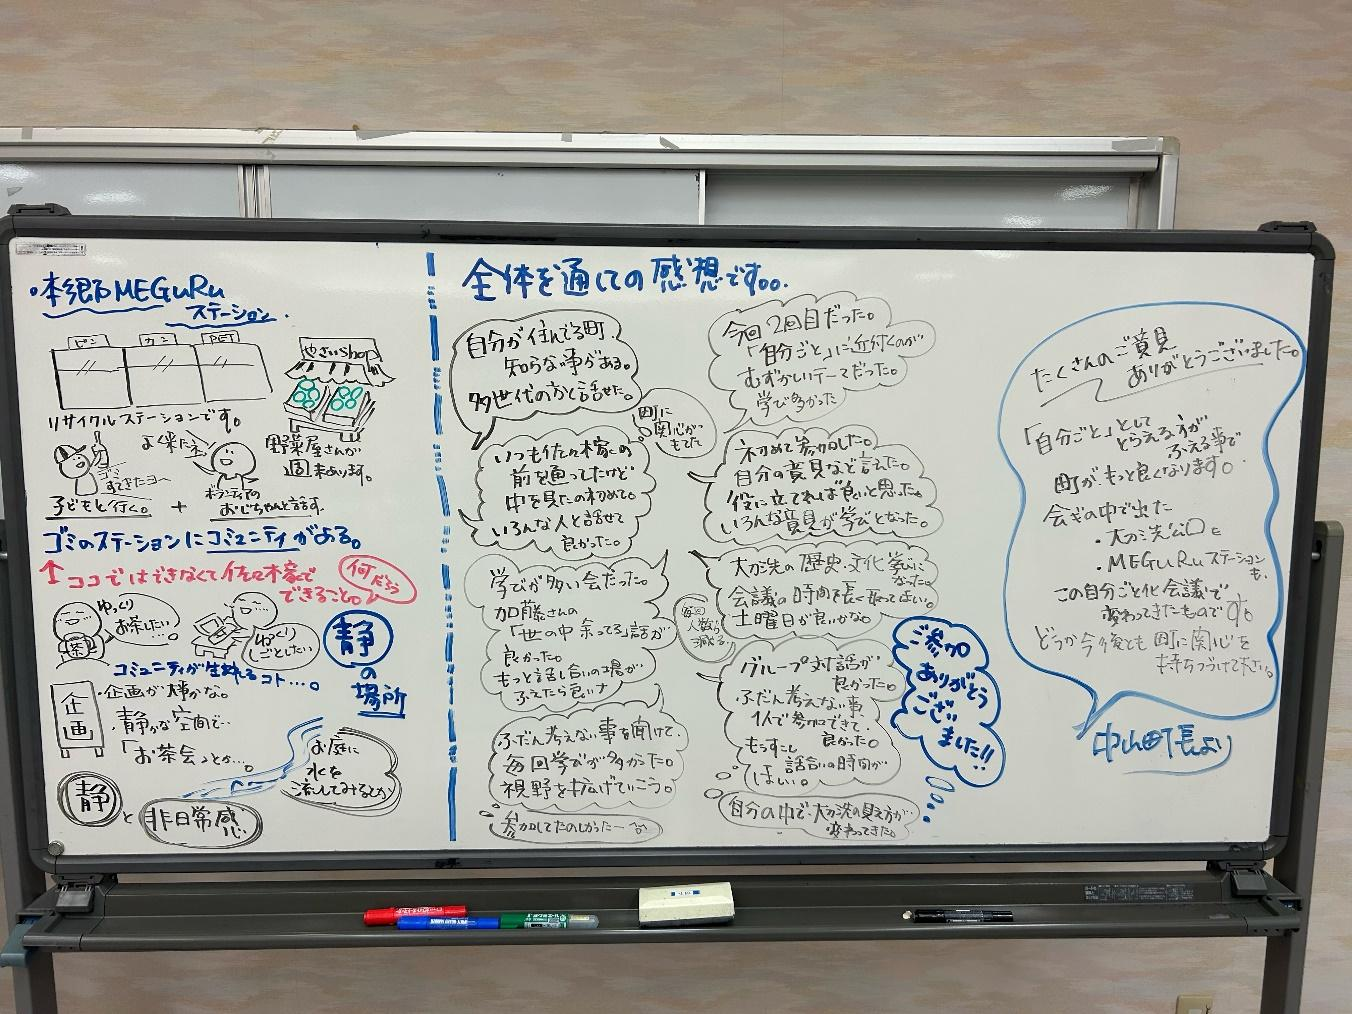 ・本郷MEGuRu
ステーション.
ビン
カン
PET
やさいshop
リサイクルステーションです。
野菜屋さんが
週1来ます。
よく来たネ
ゴミ
すてきたヨ〜
子どもと行く。
+
ボランティアの
おじちゃんと話す。
ゴミのステーションにコミュニティがある。
↑ココではできなくて佐々木家で
できること。
何だろう
ゆっくり
お茶したい…
茶
ゆっくり
しごとしたい
静
の
場所
コミュニティが生まれるコト…。
企画
・企画が様かな。
・静かな空間で…
「お茶会」とか…。
お庭に
水を
流してみるとか
静
と
非日常感
全体を通しての感想です。。。
自分が住んでる町、
知らない事がある。
多世代の方と話せた。
町に
関心が
もてた
いつも佐々木家の
前を通ってたけど
中を見たの初めて。
いろんな人と話せて
良かった。
学びが多い会だった。
加藤さんの
「世の中余ってる」話が
良かった。
もっと話し合いの場が
ふえたら良いナ
ふだん考えない事を聞けて、
毎回学びが多かった。
視野を拡げていこう。
参加してたのしかったー
今回2回目だった。
「自分ごと」に近付くのが
むずかしいテーマだった。
学び多かった
初めて参加した。
自分の意見など言えた。
役に立てれば良いと思った。
いろんな意見が学びとなった。
大刀洗の歴史・文化学びに
なった。
会議の時間を長く取ってほしい。
土曜日が良いかな。
毎回
人数が
減る。
グループの対話が
良かった。
ふだん考えない事、
1人で参加できて、
良かった。
もう少し
話合いの時間が
ほしい。
自分の中で、大刀洗の見え方が…
変わってきた。
ご参加
ありがとう
ござい
ました!!
たくさんのご意見
ありがとうございました。
「自分ごと」として
とらえる方が
ふえる事で
町が、もっと良くなります。
会ぎの中で出た
・大刀洗公園と
・MEGuRuステーション
も、
この自分ごと化会議で
変わってきたものです。
どうか今後とも町に関心を
持ちつづけて下さい。
中山町長より